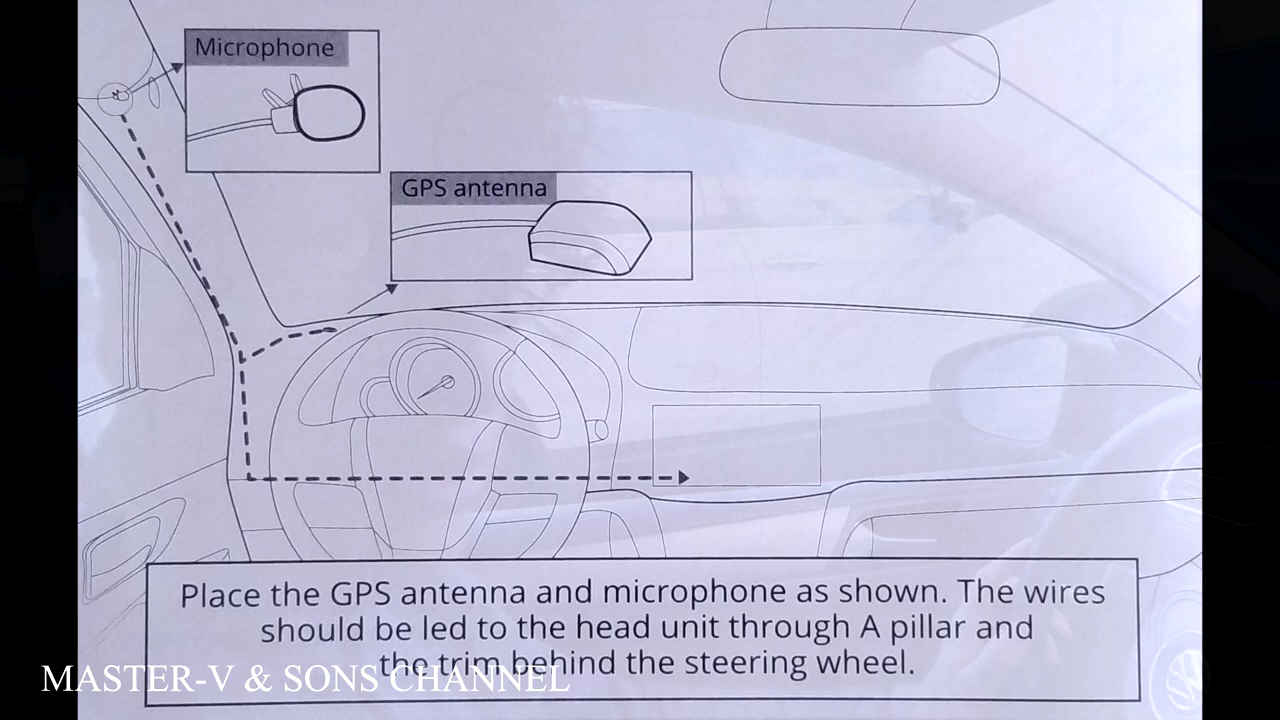 Microphone
GPS antenna
Place the GPS antenna and microphone as shown. The wires
should be led to the head unit through A pillar and
the trim behind the steering wheel.
MASTER-V & SONS CHANNEL